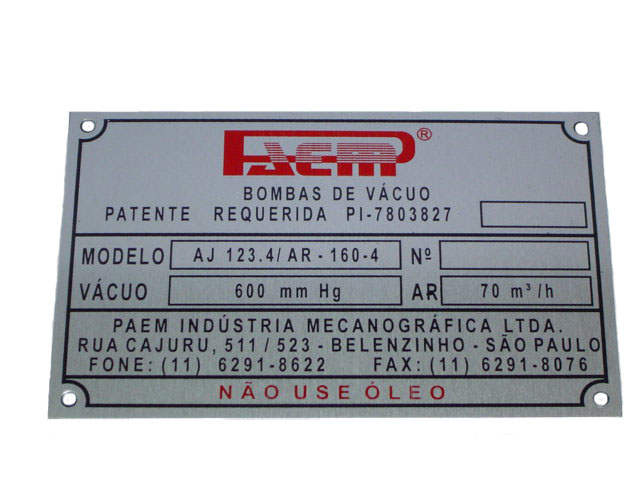 PAEM®
BOMBAS DE VÁCUO
PATENTE REQUERIDA PI-7803827
MODELO AJ 123.4/AR-160-4 Nº
VÁCUO 600 mm Hg AR 70 m³/h
PAEM INDÚSTRIA MECANOGRÁFICA LTDA.
RUA CAJURU, 511/523 - BELENZINHO - SÃO PAULO
FONE: (11) 6291-8622 FAX: (11) 6291-8076
NÃO USE ÓLEO